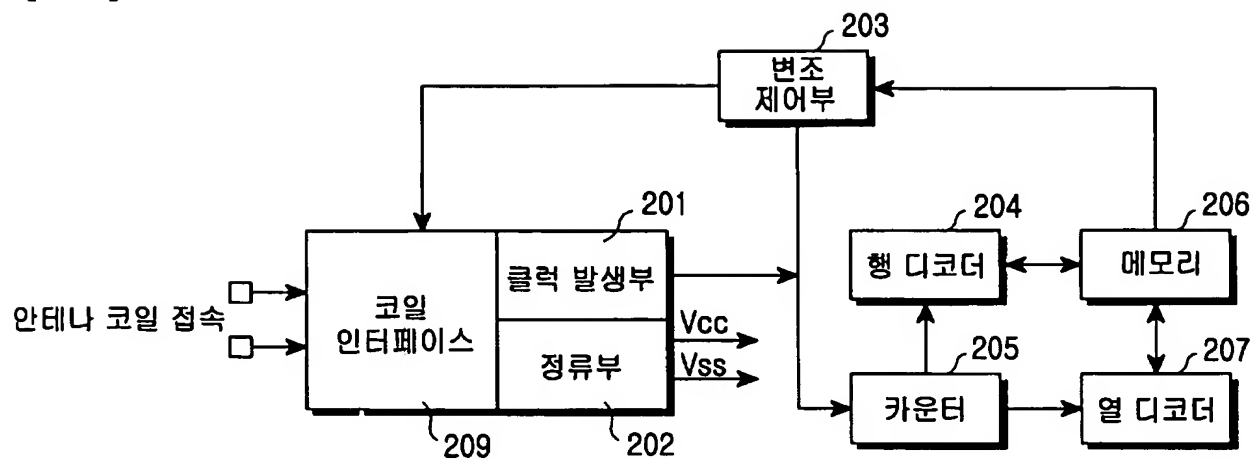 203
변조
제어부
201
204
206
클럭 발생부
행 디코더
메모리
안테나 코일 접속
코일
인터페이스
Vcc
정류부
Vss
205
207
카운터
열 디코더
209
202